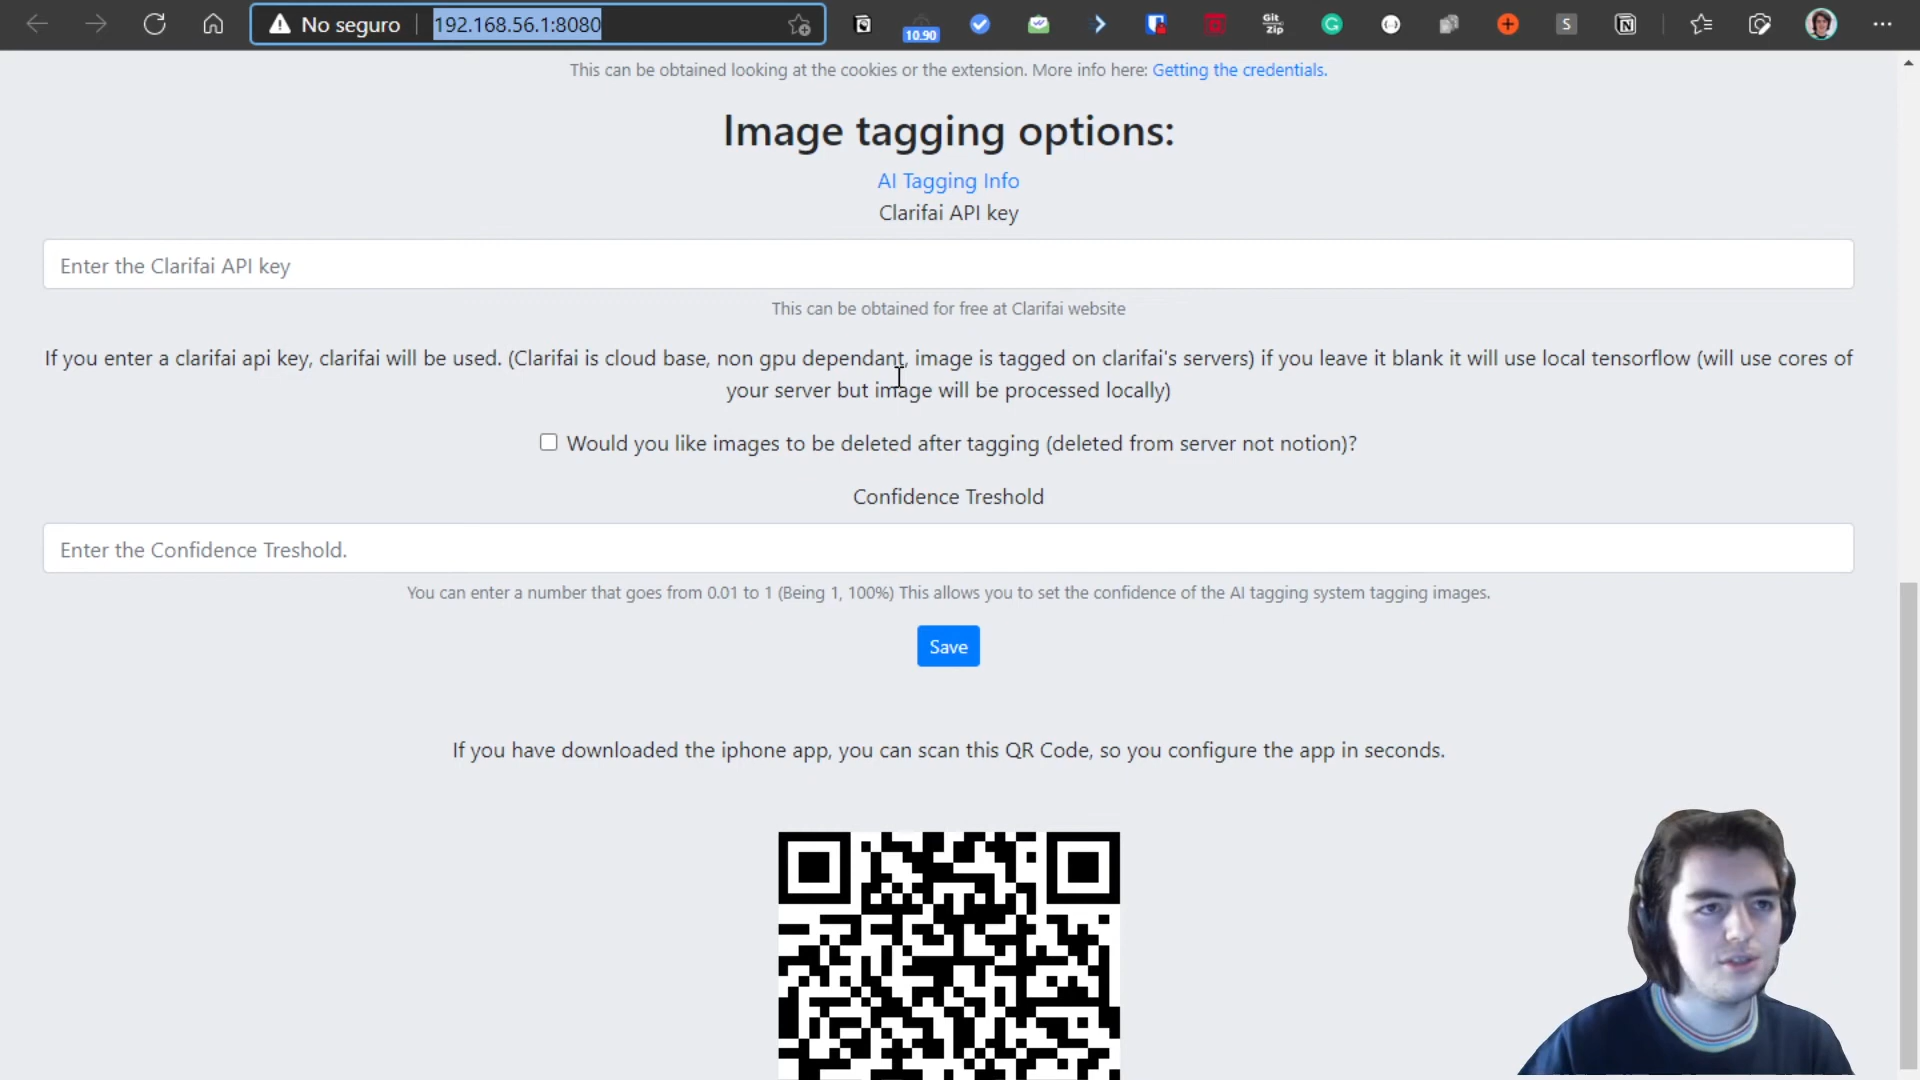 No seguro
192.168.56.1:8080
10.90
Git
zip
G
S
This can be obtained looking at the cookies or the extension. More info here: Getting the credentials.
Image tagging options:
AI Tagging Info
Clarifai API key
Enter the Clarifai API key
This can be obtained for free at Clarifai website
If you enter a clarifai api key, clarifai will be used. (Clarifai is cloud base, non gpu dependant, image is tagged on clarifai's servers) if you leave it blank it will use local tensorflow (will use cores of
your server but image will be processed locally)
Would you like images to be deleted after tagging (deleted from server not notion)?
Confidence Treshold
Enter the Confidence Treshold.
You can enter a number that goes from 0.01 to 1 (Being 1, 100%) This allows you to set the confidence of the AI tagging system tagging images.
Save
If you have downloaded the iphone app, you can scan this QR Code, so you configure the app in seconds.